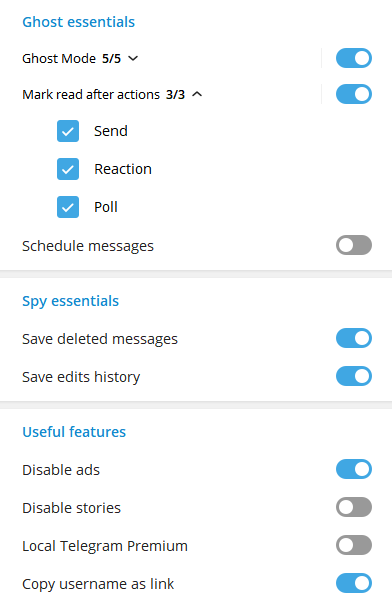 Ghost essentials
Ghost Mode 5/5
Mark read after actions 3/3
Send
Reaction
Poll
Schedule messages
Spy essentials
Save deleted messages
Save edits history
Useful features
Disable ads
Disable stories
Local Telegram Premium
Copy username as link